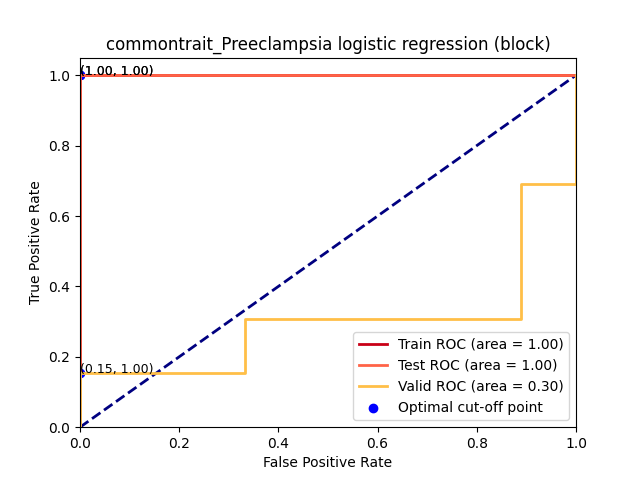 commontrait_Preeclampsia logistic regression (block)
True Positive Rate
1.0
0.8
0.6
0.4
0.2
0.0
(1.00, 1.00)
(0.15, 1.00)
Train ROC (area = 1.00)
Test ROC (area = 1.00)
Valid ROC (area = 0.30)
Optimal cut-off point
0.0 0.2 0.4 0.6 0.8 1.0
False Positive Rate